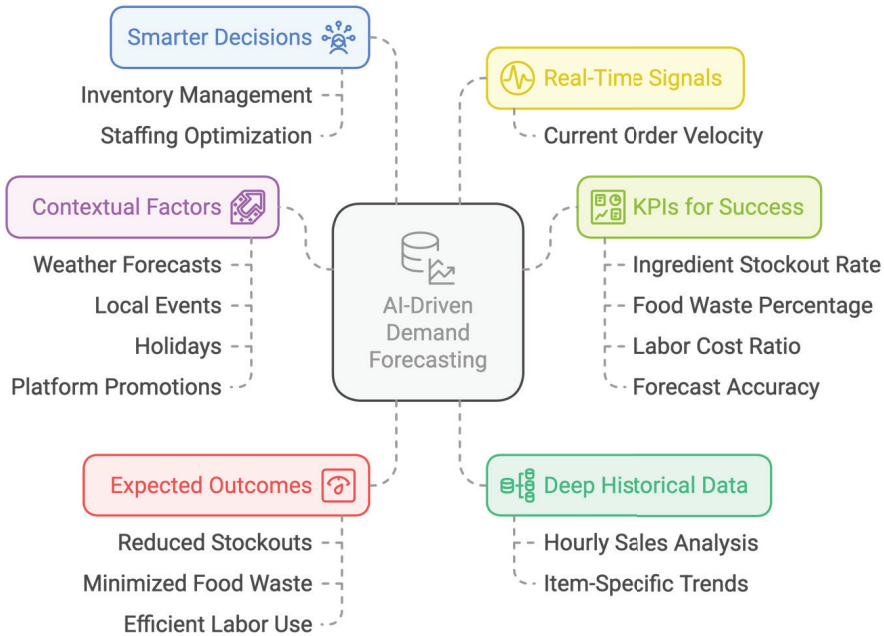 Smarter Decisions
Inventory Management
Staffing Optimization
Real-Time Signals
Current Order Velocity
Contextual Factors
Weather Forecasts
Local Events
Holidays
Platform Promotions
KPIs for Success
Ingredient Stockout Rate
Food Waste Percentage
Labor Cost Ratio
Forecast Accuracy
AI-Driven
Demand
Forecasting
Expected Outcomes
Reduced Stockouts
Minimized Food Waste
Efficient Labor Use
Deep Historical Data
Hourly Sales Analysis
Item-Specific Trends